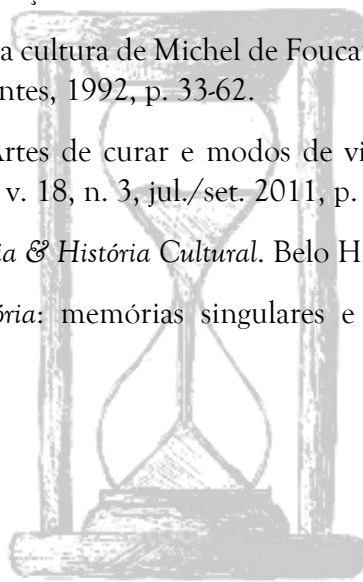 a cultura de Michel de Fouca
ntes, 1992, p. 33-62.
Artes de curar e modos de vi
v. 18, n. 3, jul./set. 2011, p.
ia & História Cultural. Belo H
ória: memórias singulares e